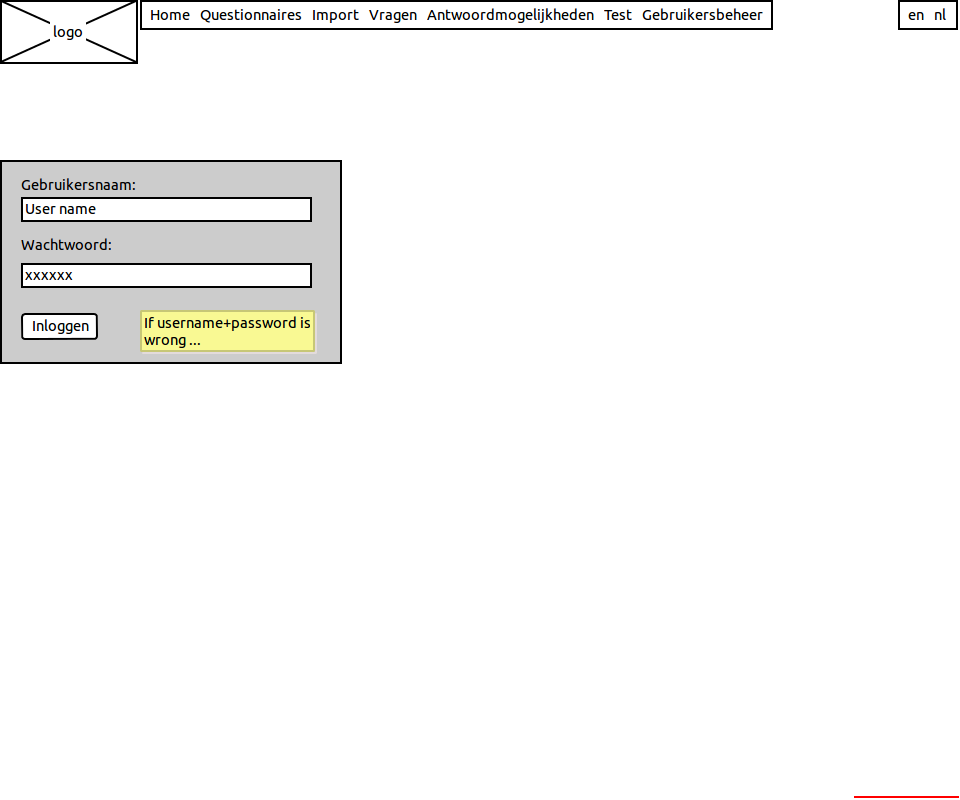 logo
Home Questionnaires Import Vragen Antwoordmogelijkheden Test Gebruikersbeheer
en nl
Gebruikersnaam:
User name
Wachtwoord:
xxxxxx
Inloggen
If username+password is
wrong ...